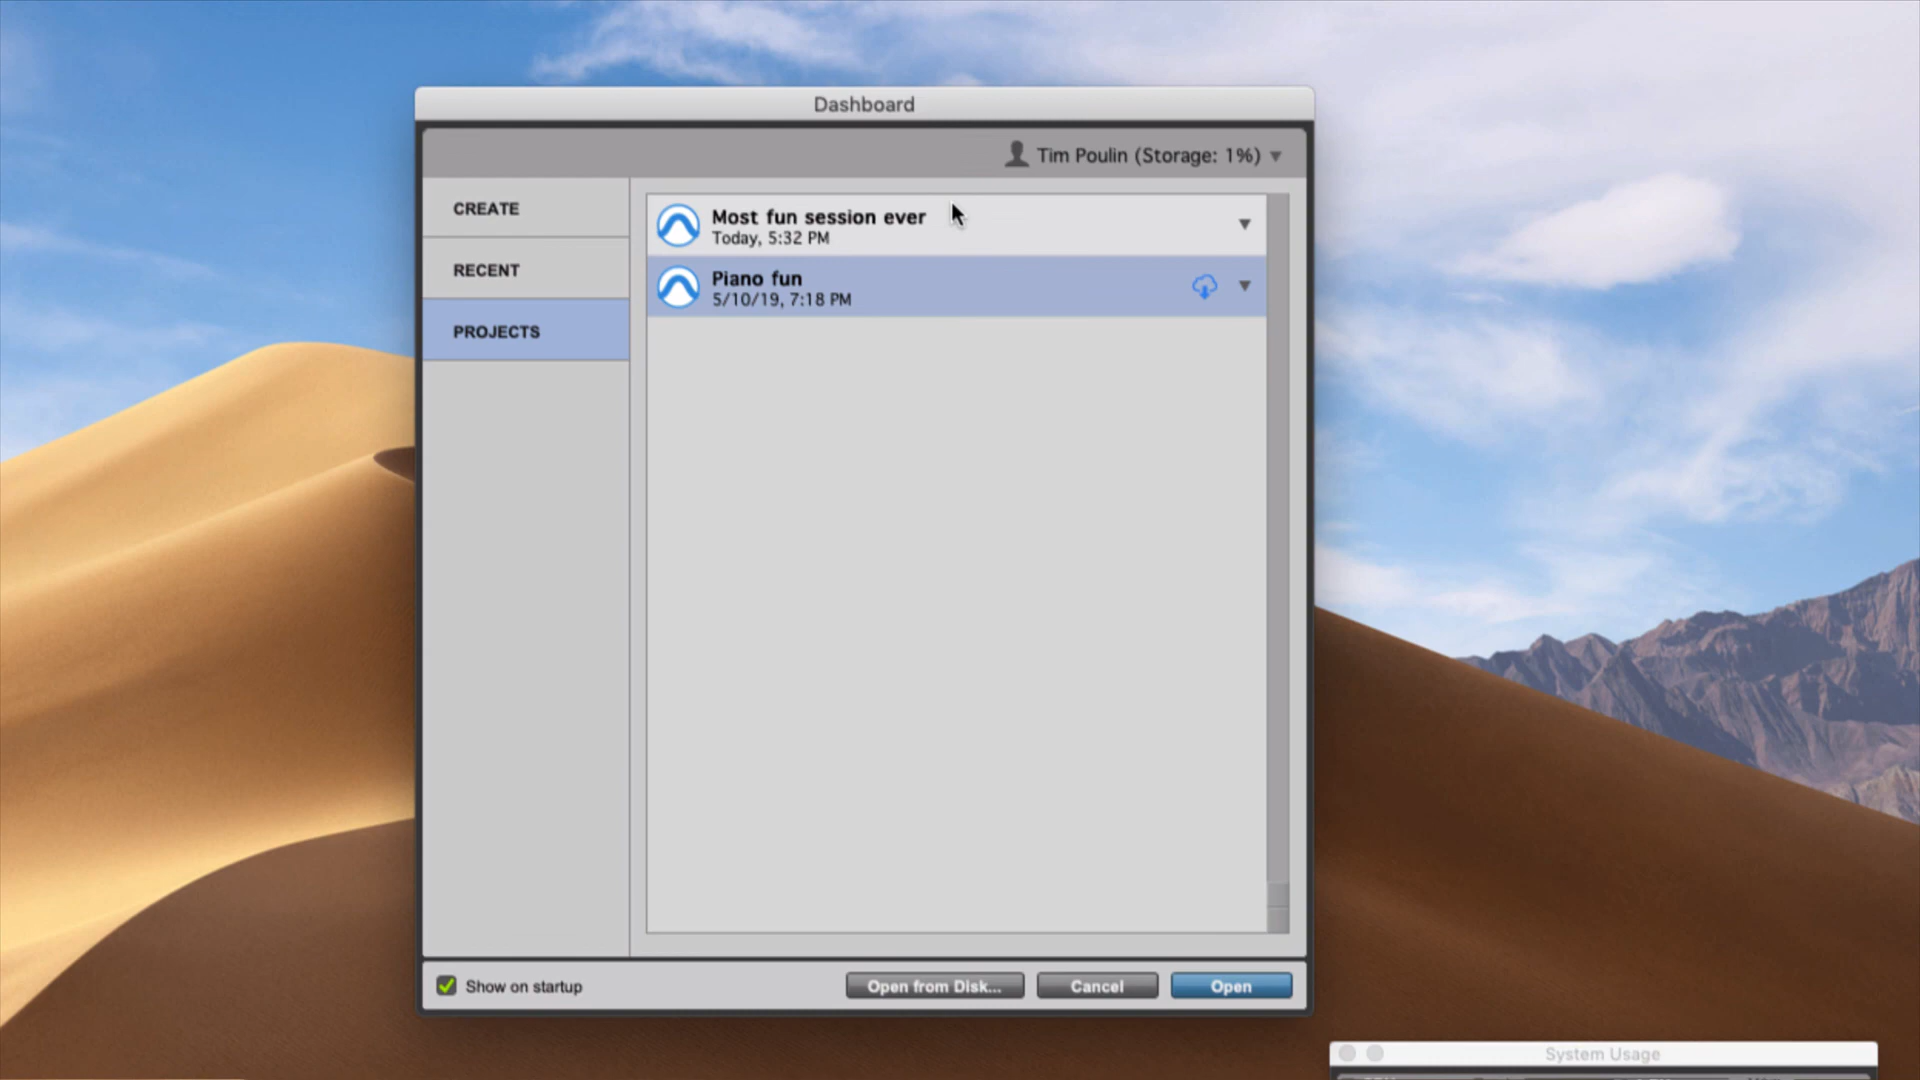 Dashboard
Tim Poulin (Storage: 1%)
CREATE
RECENT
PROJECTS
Most fun session ever
Today, 5:32 PM
Piano fun
5/10/19, 7:18 PM
Show on startup
Open from Disk...
Cancel
Open
System Usage